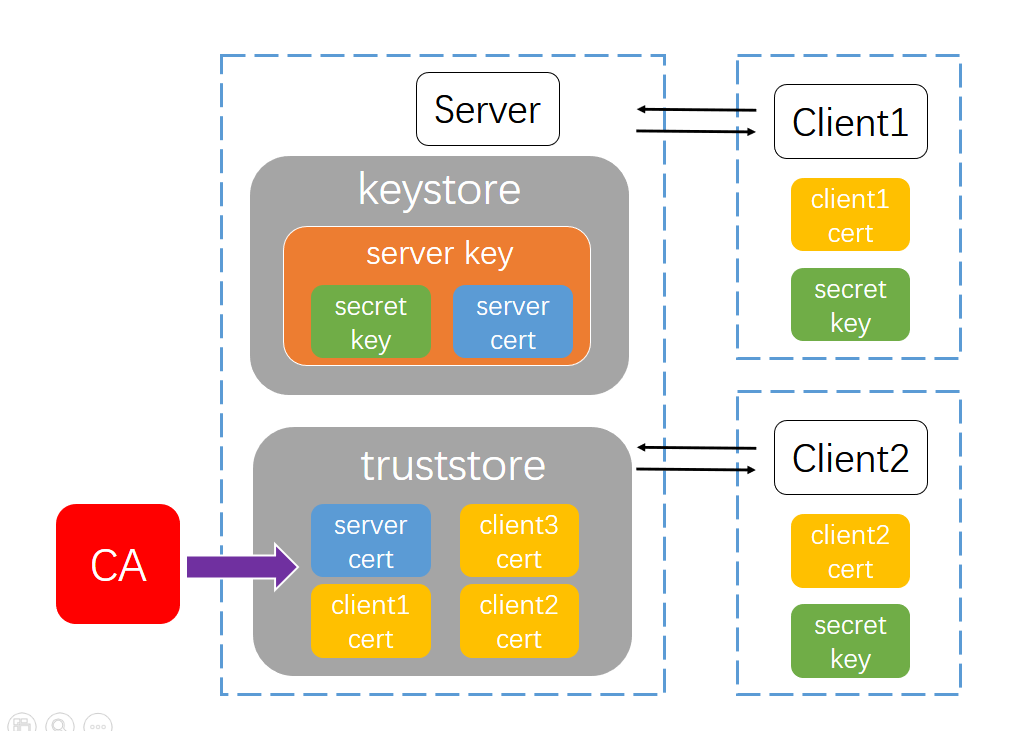 Server
keystore
server key
secret
key
server
cert
truststore
server
cert
client3
cert
client1
cert
client2
cert
CA
Client1
client1
cert
secret
key
Client2
client2
cert
secret
key